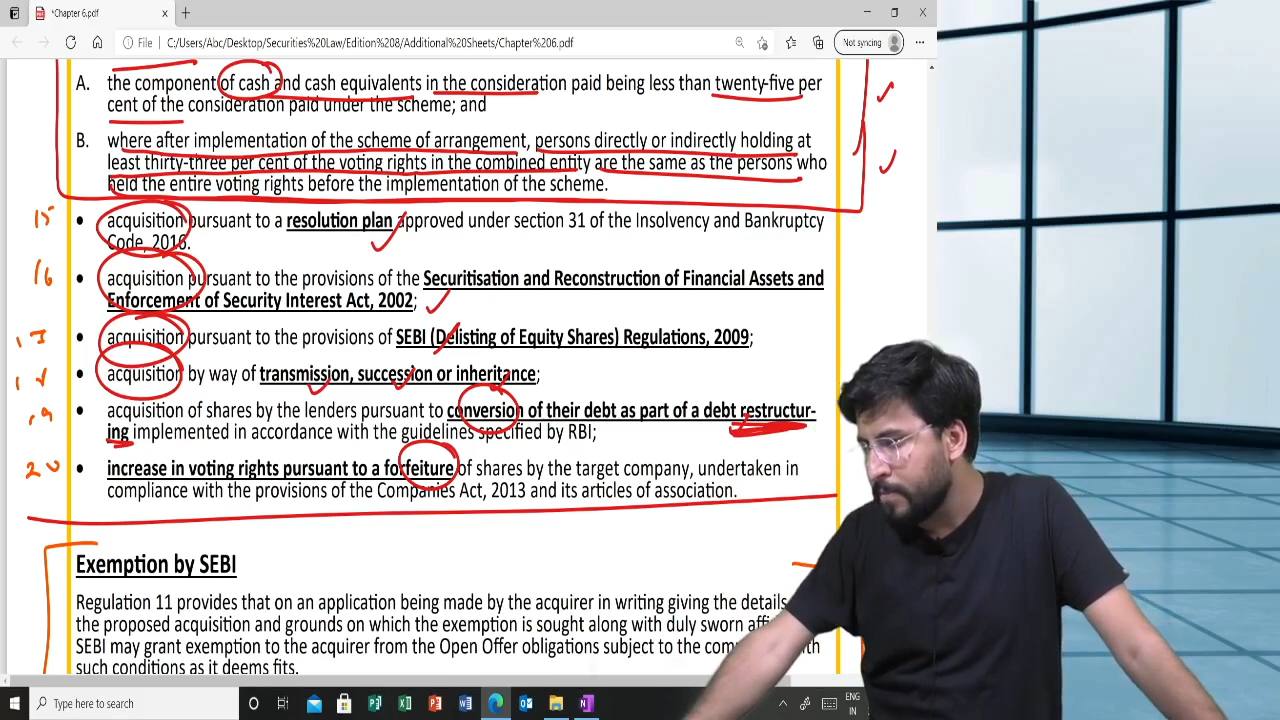 *Chapter 6.pdf
File
C:/Users/Abc/Desktop/Securities%20Law/Edition%208/Additional%20Sheets/Chapter%206.pdf
Not syncing
A. the component of cash and cash equivalents in the consideration paid being less than twenty-five per
cent of the consideration paid under the scheme; and
B. where after implementation of the scheme of arrangement, persons directly or indirectly holding at
least thirty-three per cent of the voting rights in the combined entity are the same as the persons who
held the entire voting rights before the implementation of the scheme.
15 • acquisition pursuant to a resolution plan approved under section 31 of the Insolvency and Bankruptcy
Code, 2016.
16 • acquisition pursuant to the provisions of the Securitisation and Reconstruction of Financial Assets and
Enforcement of Security Interest Act, 2002;
17 • acquisition pursuant to the provisions of SEBI (Delisting of Equity Shares) Regulations, 2009;
18 • acquisition by way of transmission, succession or inheritance;
19 • acquisition of shares by the lenders pursuant to conversion of their debt as part of a debt restructur-
ing implemented in accordance with the guidelines specified by RBI;
20 • increase in voting rights pursuant to a forfeiture of shares by the target company, undertaken in
compliance with the provisions of the Companies Act, 2013 and its articles of association.
Exemption by SEBI
Regulation 11 provides that on an application being made by the acquirer in writing giving the details
the proposed acquisition and grounds on which the exemption is sought along with duly sworn
SEBI may grant exemption to the acquirer from the Open Offer obligations subject to the
such conditions as it deems fits.
Type here to search
ENG
IN